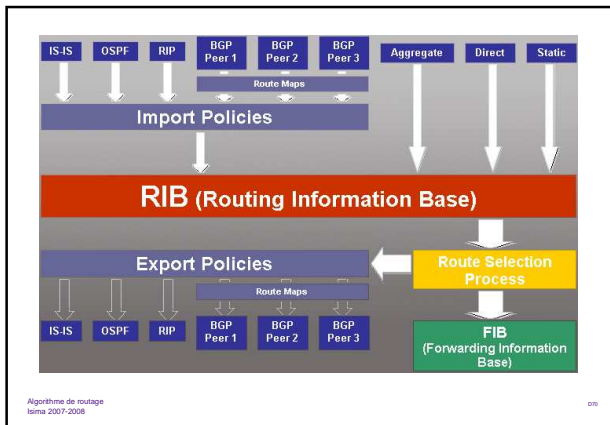 IS-IS OSPF RIP BGP Peer 1 BGP Peer 2 BGP Peer 3 Aggregate Direct Static
Route Maps
Import Policies
RIB (Routing Information Base)
Export Policies
Route Selection
Process
Route Maps
IS-IS OSPF RIP BGP Peer 1 BGP Peer 2 BGP Peer 3
FIB
(Forwarding Information
Base)
Algorithme de routage
Isima 2007-2008
D70